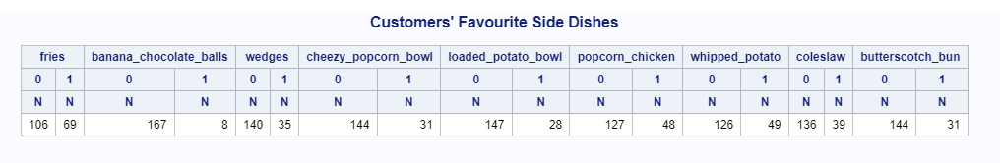 Customers' Favourite Side Dishes
fries banana_chocolate_balls wedges cheezy_popcorn_bowl loaded_potato_bowl popcorn_chicken whipped_potato coleslaw butterscotch_bun
0 1 0 1 0 1 0 1 0 1 0 1 0 1 0 1 0 1
N N N N N N N N N N N N N N N N N N
106 69 167 8 140 35 144 31 147 28 127 48 126 49 136 39 144 31